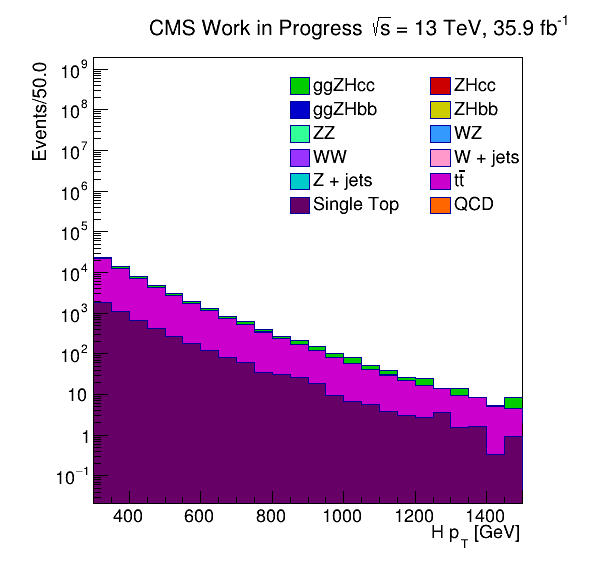 CMS Work in Progress √s = 13 TeV, 35.9 fb⁻¹
Events/50.0
10⁹
10⁸
10⁷
10⁶
10⁵
10⁴
10³
10²
10
1
10⁻¹
ggZHcc ZHcc
ggZHbb ZHbb
ZZ WZ
WW W + jets
Z + jets tt̄
Single Top QCD
400 600 800 1000 1200 1400
H p_T [GeV]